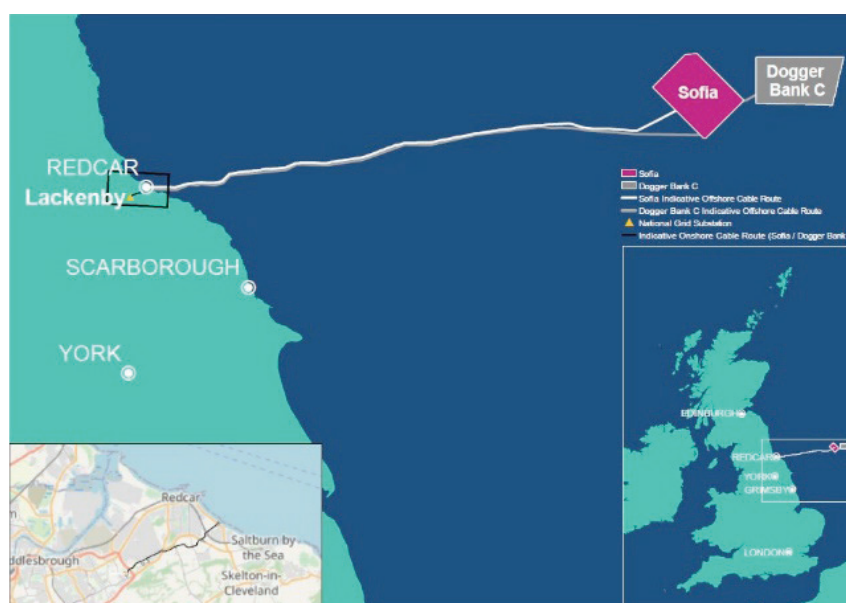 Sofia
Dogger
Bank C
REDCAR
Lackenby
SCARBOROUGH
YORK
Sofia
Dogger Bank C
Sofia Indicative Offshore Cable Route
Dogger Bank C Indicative Offshore Cable Route
National Grid Substation
Indicative Onshore Cable Route (Sofia / Dogger Bank
EDINBURGH
REDCAR
YORK
GRIMSBY
LONDON
Redcar
ddlesbrough
Saltburn by
the Sea
Skelton-in-
Cleveland